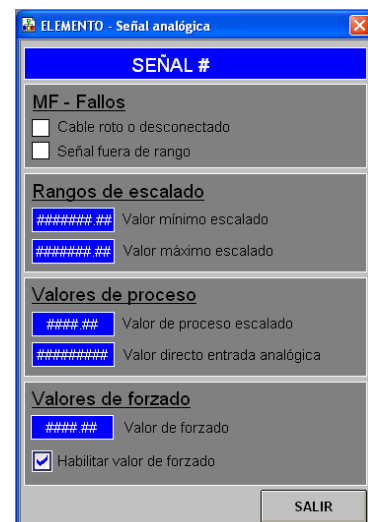 ELEMENTO - Señal analógica
SEÑAL #
MF - Fallos
Cable roto o desconectado
Señal fuera de rango
Rangos de escalado
#######.## Valor mínimo escalado
#######.## Valor máximo escalado
Valores de proceso
####.## Valor de proceso escalado
######### Valor directo entrada analógica
Valores de forzado
####.## Valor de forzado
Habilitar valor de forzado
SALIR